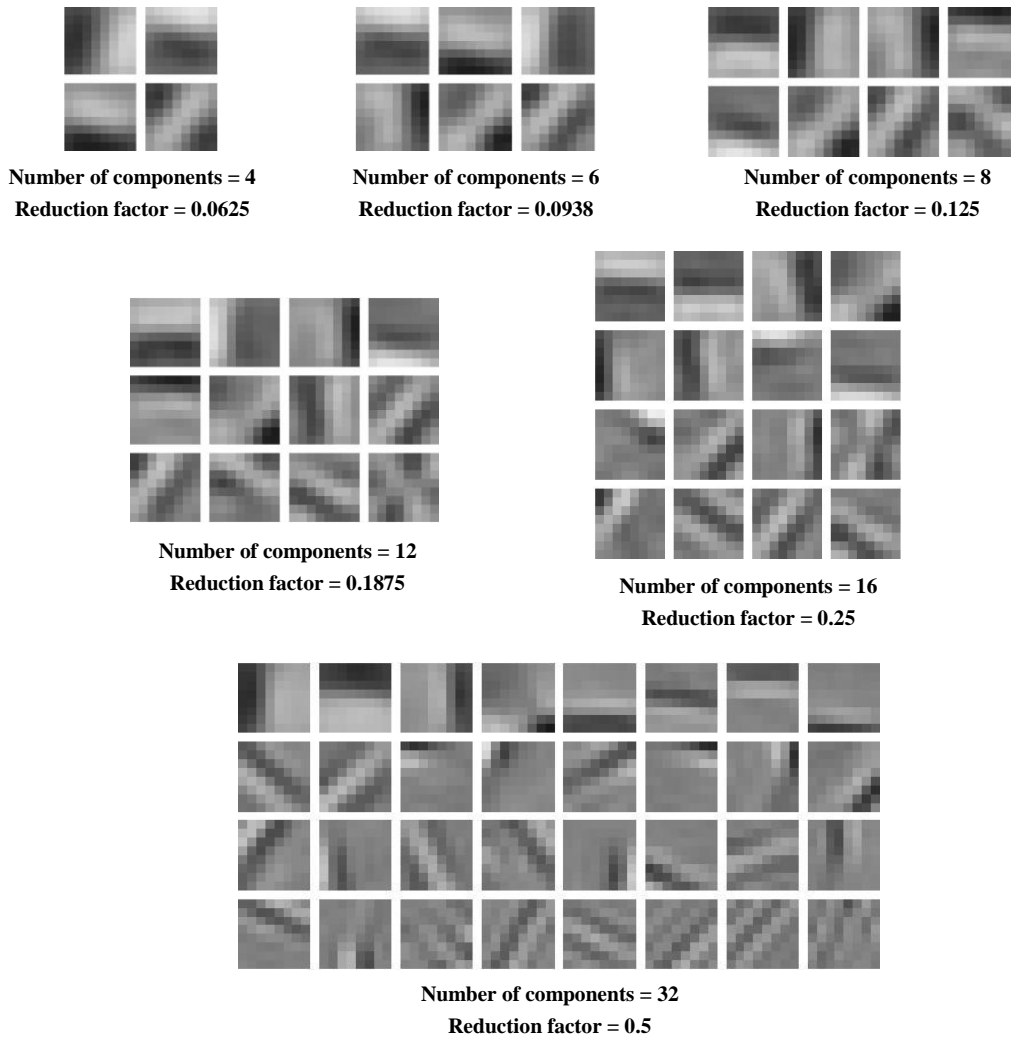 Number of components = 4
Reduction factor = 0.0625
Number of components = 6
Reduction factor = 0.0938
Number of components = 8
Reduction factor = 0.125
Number of components = 12
Reduction factor = 0.1875
Number of components = 16
Reduction factor = 0.25
Number of components = 32
Reduction factor = 0.5